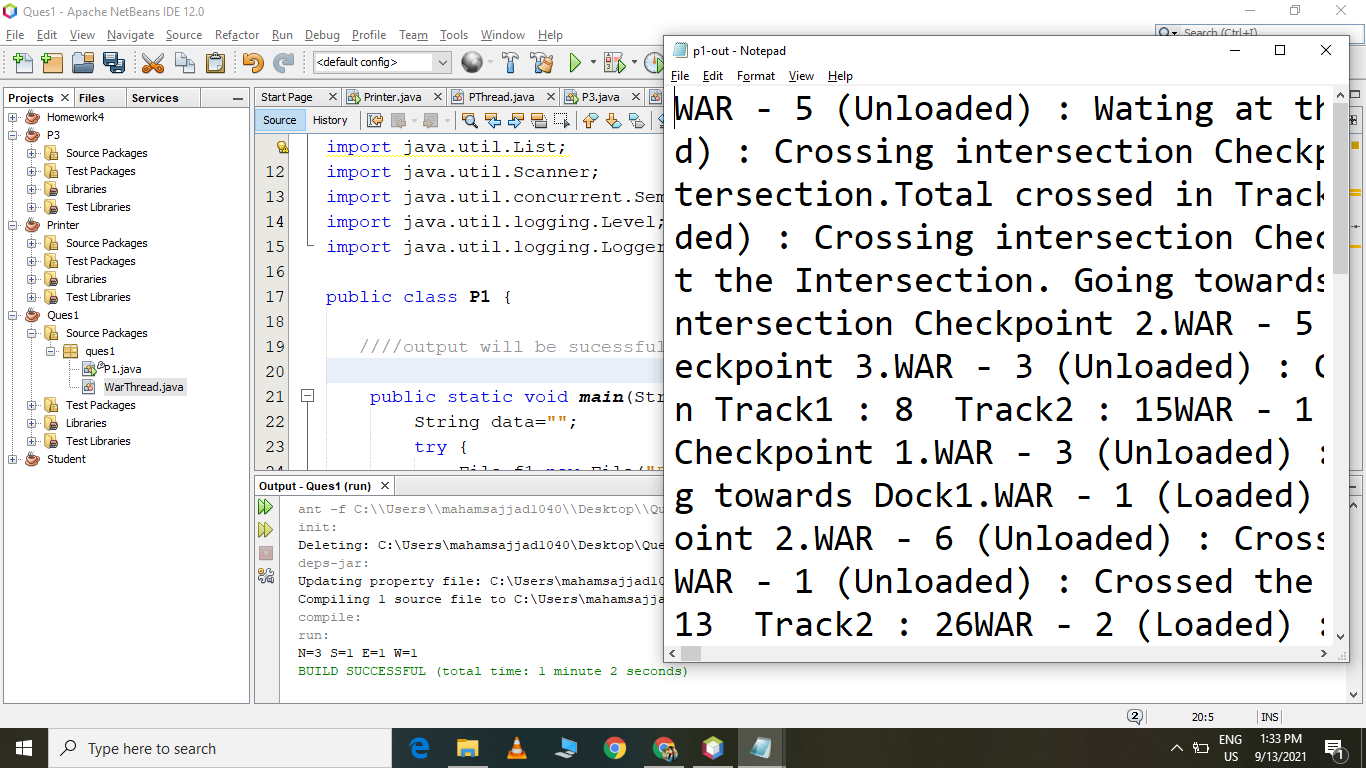 Ques1 - Apache NetBeans IDE 12.0
File Edit View Navigate Source Refactor Run Debug Profile Team Tools Window Help
Search (Ctrl+I)
<default config>
Projects Files Services
Homework4
P3
Source Packages
Test Packages
Libraries
Test Libraries
Printer
Source Packages
Test Packages
Libraries
Test Libraries
Ques1
Source Packages
ques1
P1.java
WarThread.java
Test Packages
Libraries
Test Libraries
Student
Start Page Printer.java PThread.java P3.java
Source History
import java.util.List;
12 import java.util.Scanner;
13 import java.util.concurrent.Sem
14 import java.util.logging.Level;
15 import java.util.logging.Logger
16
17 public class P1 {
18
19 ////output will be sucessful
20
21 public static void main(Str
22 String data="";
23 try {
Output - Ques1 (run)
ant -f C:\\Users\\mahamsajjad1040\\Desktop\\Qu
init:
Deleting: C:\Users\mahamsajjad1040\Desktop\Que
deps-jar:
Updating property file: C:\Users\mahamsajjad10
Compiling 1 source file to C:\Users\mahamsajja
compile:
run:
N=3 S=1 E=1 W=1
BUILD SUCCESSFUL (total time: 1 minute 2 seconds)
p1-out - Notepad
File Edit Format View Help
WAR - 5 (Unloaded) : Wating at th
d) : Crossing intersection Checkp
tersection.Total crossed in Track
ded) : Crossing intersection Chec
t the Intersection. Going towards
ntersection Checkpoint 2.WAR - 5
eckpoint 3.WAR - 3 (Unloaded) : C
n Track1 : 8  Track2 : 15WAR - 1
Checkpoint 1.WAR - 3 (Unloaded) :
g towards Dock1.WAR - 1 (Loaded)
oint 2.WAR - 6 (Unloaded) : Cross
WAR - 1 (Unloaded) : Crossed the
13  Track2 : 26WAR - 2 (Loaded) :
2 20:5 INS
Type here to search
ENG
US
1:33 PM
9/13/2021
1